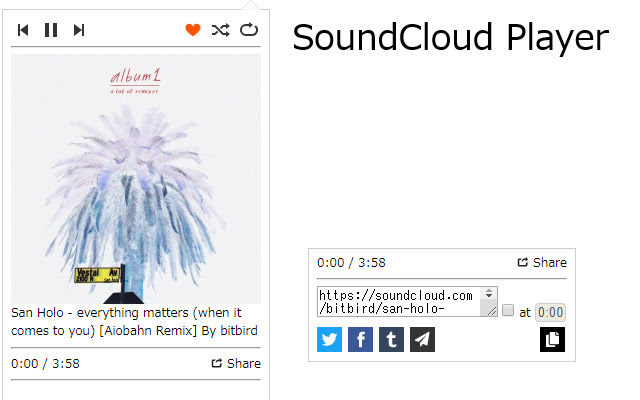 SoundCloud Player
album1
a lot of remixes
Vestal Av
2100 N
San Holo - everything matters (when it
comes to you) [Aiobahn Remix] By bitbird
0:00 / 3:58
Share
0:00 / 3:58
Share
https://soundcloud.com
/bitbird/san-holo-
at
0:00